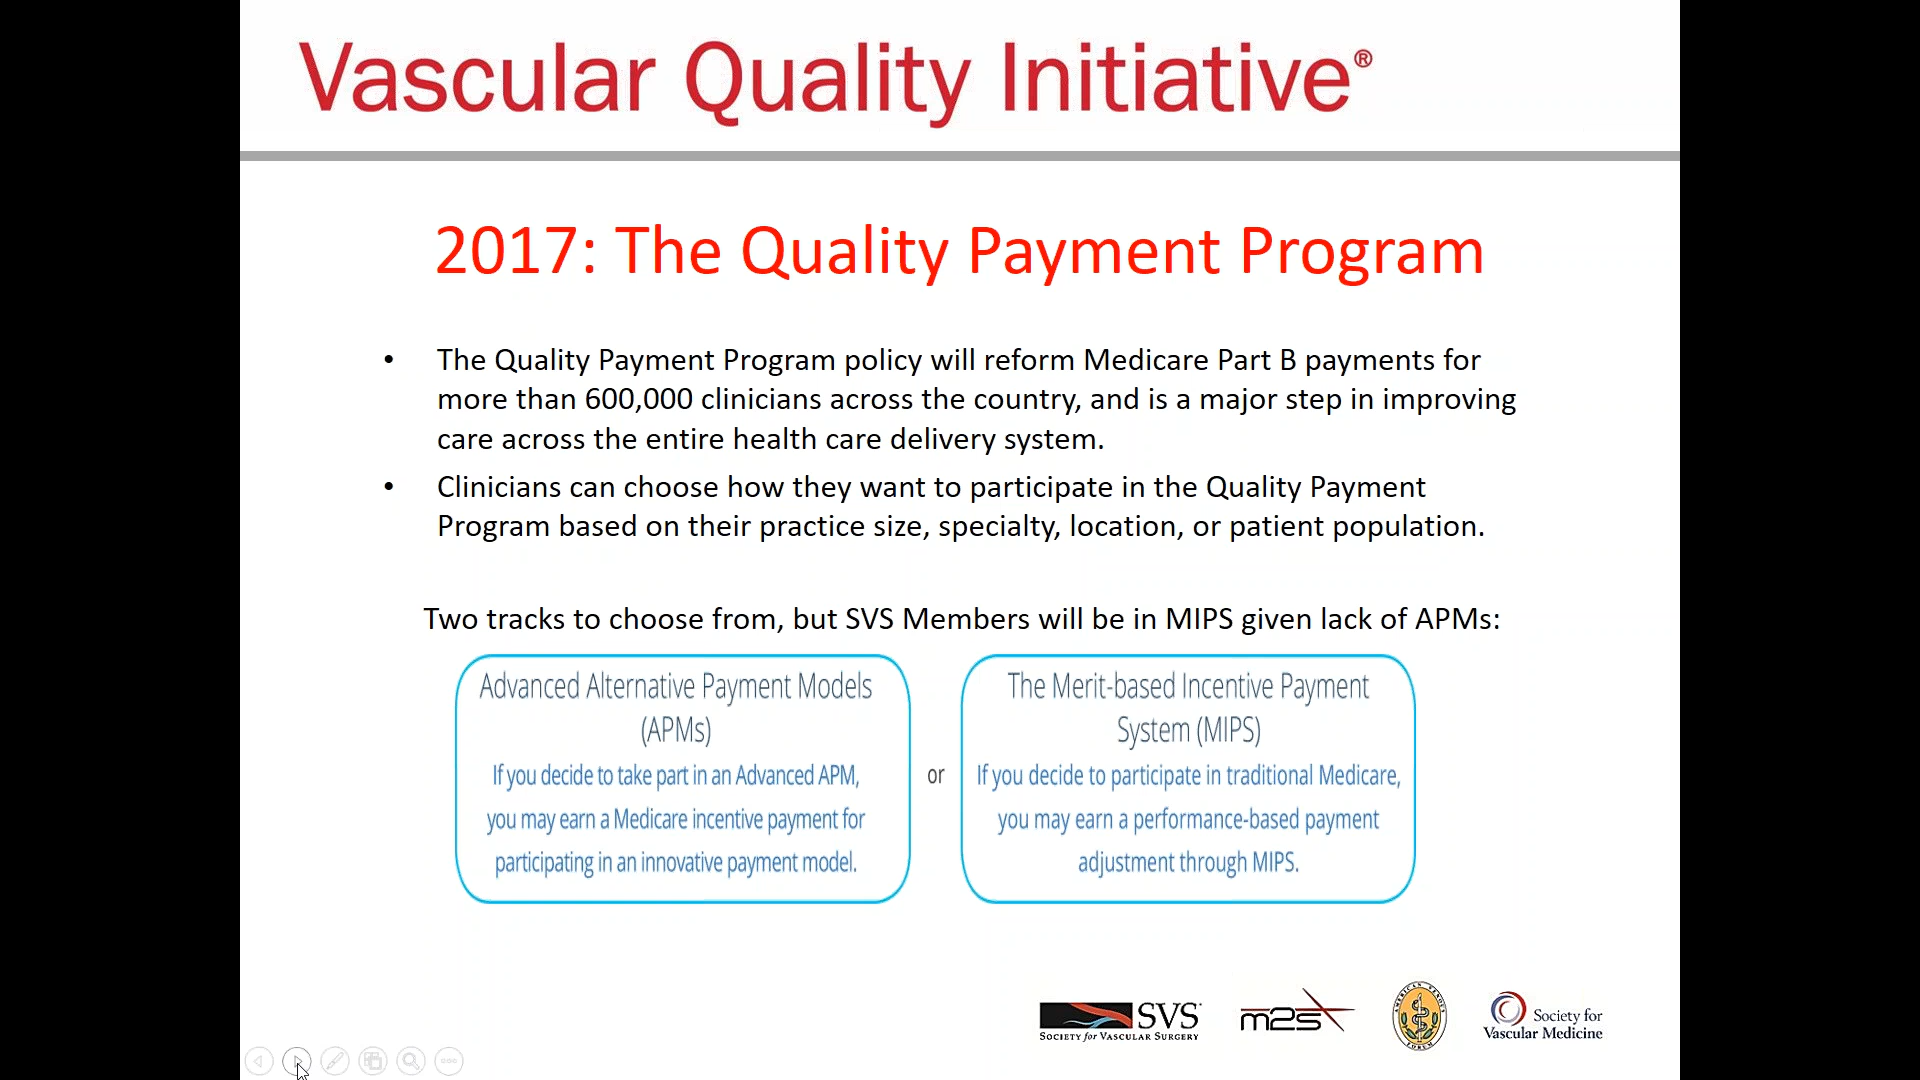 Vascular Quality Initiative®
2017: The Quality Payment Program
• The Quality Payment Program policy will reform Medicare Part B payments for
more than 600,000 clinicians across the country, and is a major step in improving
care across the entire health care delivery system.
• Clinicians can choose how they want to participate in the Quality Payment
Program based on their practice size, specialty, location, or patient population.
Two tracks to choose from, but SVS Members will be in MIPS given lack of APMs:
Advanced Alternative Payment Models
(APMs)
If you decide to take part in an Advanced APM,
you may earn a Medicare incentive payment for
participating in an innovative payment model.
or
The Merit-based Incentive Payment
System (MIPS)
If you decide to participate in traditional Medicare,
you may earn a performance-based payment
adjustment through MIPS.
SVS
SOCIETY for VASCULAR SURGERY
m2s
AMERICAN VENOUS
FORUM
Society for
Vascular Medicine